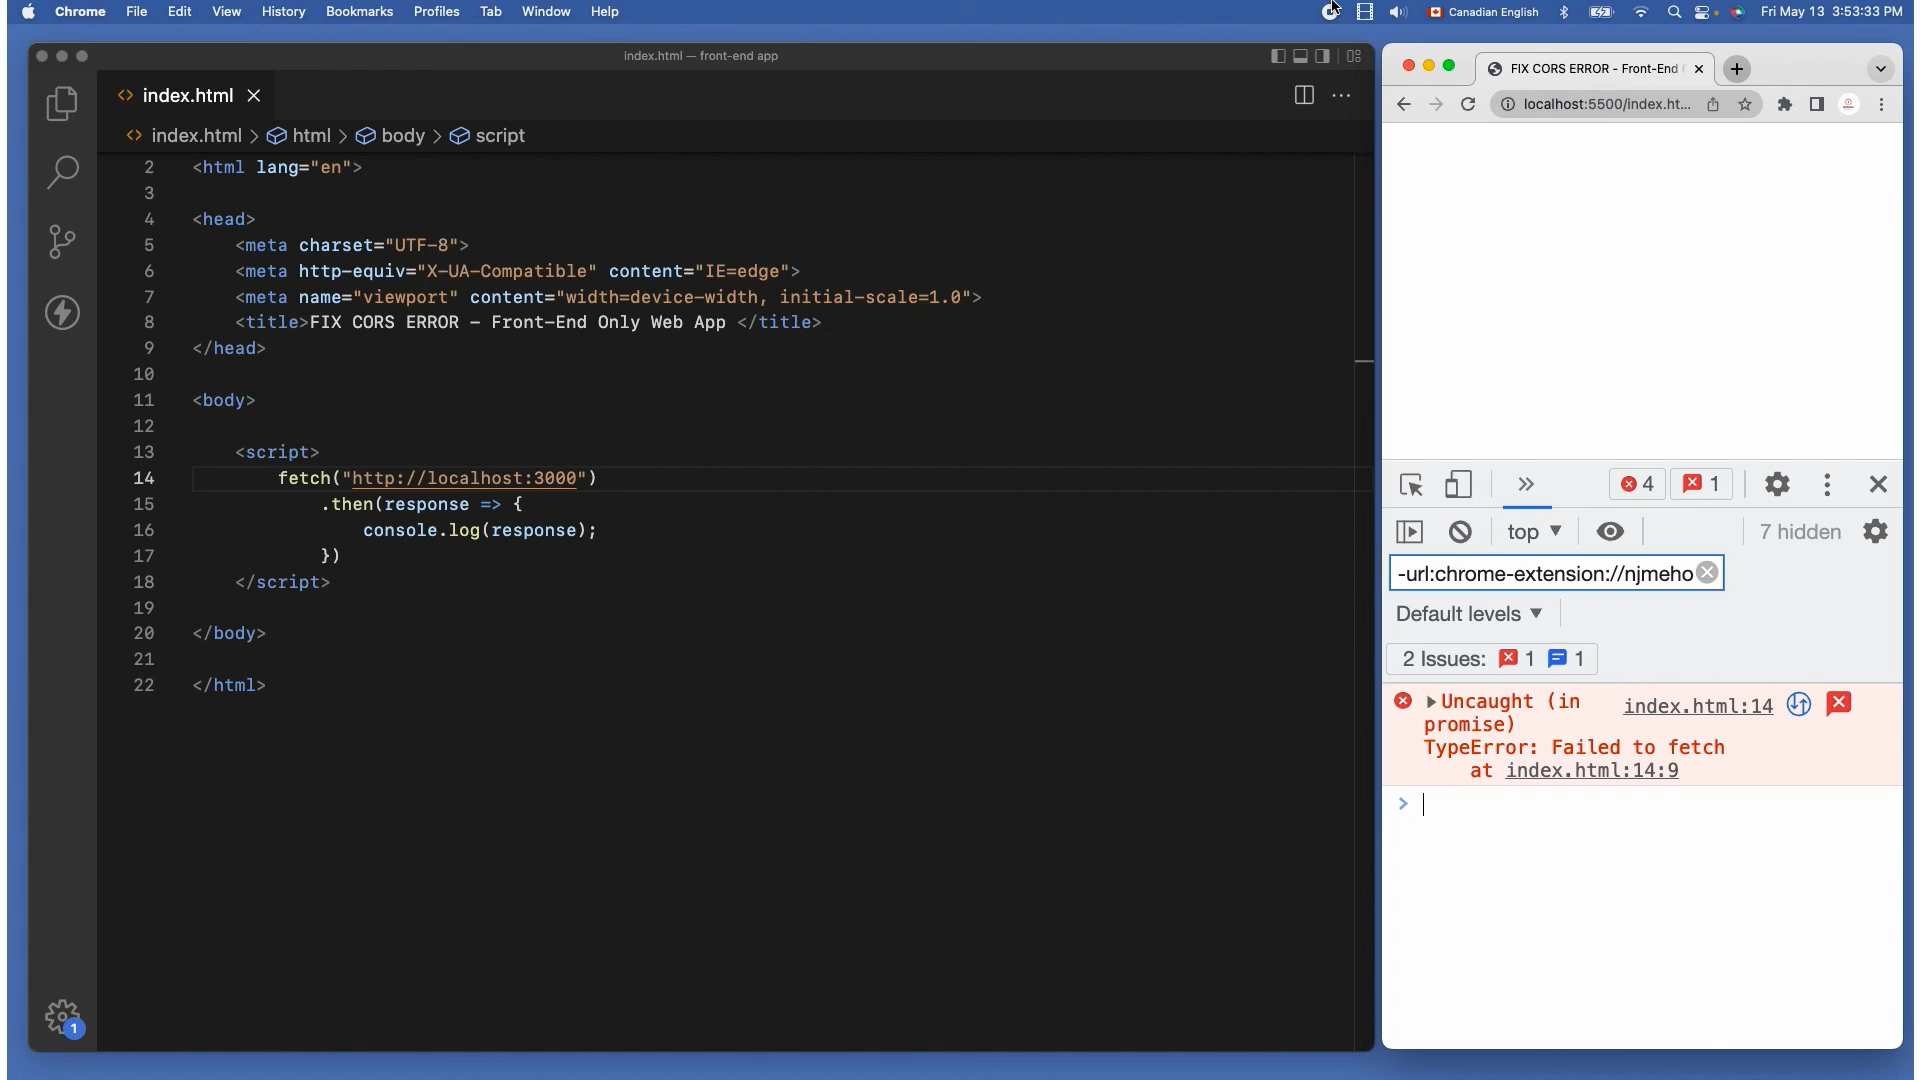 Chrome File Edit View History Bookmarks Profiles Tab Window Help Canadian English Fri May 13 3:53:33 PM
index.html — front-end app
index.html
index.html > html > body > script
2 <html lang="en">
3
4 <head>
5 <meta charset="UTF-8">
6 <meta http-equiv="X-UA-Compatible" content="IE=edge">
7 <meta name="viewport" content="width=device-width, initial-scale=1.0">
8 <title>FIX CORS ERROR - Front-End Only Web App </title>
9 </head>
10
11 <body>
12
13 <script>
14 fetch("http://localhost:3000")
15 .then(response => {
16 console.log(response);
17 })
18 </script>
19
20 </body>
21
22 </html>
1
FIX CORS ERROR - Front-End
localhost:5500/index.ht...
4 1
top 7 hidden
-url:chrome-extension://njmeho
Default levels
2 Issues: 1 1
Uncaught (in index.html:14
promise)
TypeError: Failed to fetch
at index.html:14:9
>